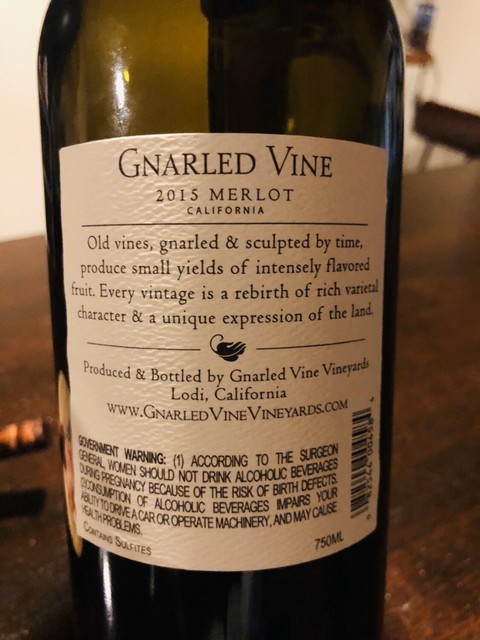 GNARLED VINE
2015 MERLOT
CALIFORNIA
Old vines, gnarled & sculpted by time,
produce small yields of intensely flavored
fruit. Every vintage is a rebirth of rich varietal
character & a unique expression of the land.
Produced & Bottled by Gnarled Vine Vineyards
Lodi, California
WWW.GNARLEDVINEVINEYARDS.COM
GOVERNMENT WARNING: (1) ACCORDING TO THE SURGEON
GENERAL, WOMEN SHOULD NOT DRINK ALCOHOLIC BEVERAGES
DURING PREGNANCY BECAUSE OF THE RISK OF BIRTH DEFECTS.
(2) CONSUMPTION OF ALCOHOLIC BEVERAGES IMPAIRS YOUR
ABILITY TO DRIVE A CAR OR OPERATE MACHINERY, AND MAY CAUSE
HEALTH PROBLEMS.
CONTAINS SULFITES
750ML